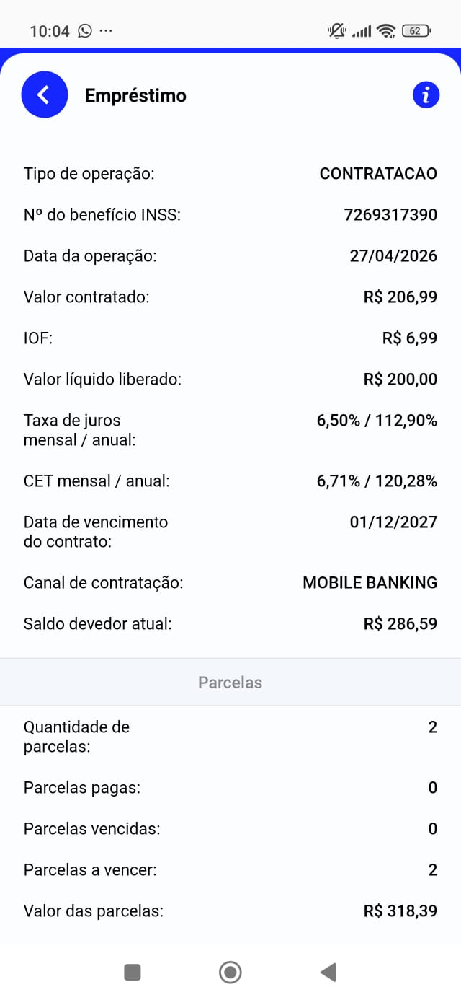 10:04 ...
62
Empréstimo
Tipo de operação: CONTRATACAO
Nº do benefício INSS: 7269317390
Data da operação: 27/04/2026
Valor contratado: R$ 206,99
IOF: R$ 6,99
Valor líquido liberado: R$ 200,00
Taxa de juros 6,50% / 112,90%
mensal / anual:
CET mensal / anual: 6,71% / 120,28%
Data de vencimento 01/12/2027
do contrato:
Canal de contratação: MOBILE BANKING
Saldo devedor atual: R$ 286,59
Parcelas
Quantidade de 2
parcelas:
Parcelas pagas: 0
Parcelas vencidas: 0
Parcelas a vencer: 2
Valor das parcelas: R$ 318,39